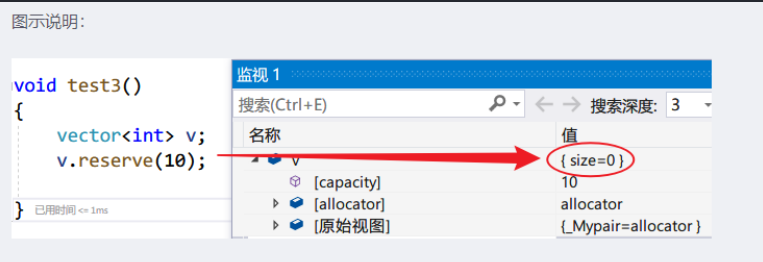 图示说明：
void test3()
{
vector<int> v;
v.reserve(10);
} 已用时间 <= 1ms
监视 1
搜索(Ctrl+E) 搜索深度: 3
名称 值
v { size=0 }
[capacity] 10
[allocator] allocator
[原始视图] {_Mypair=allocator }